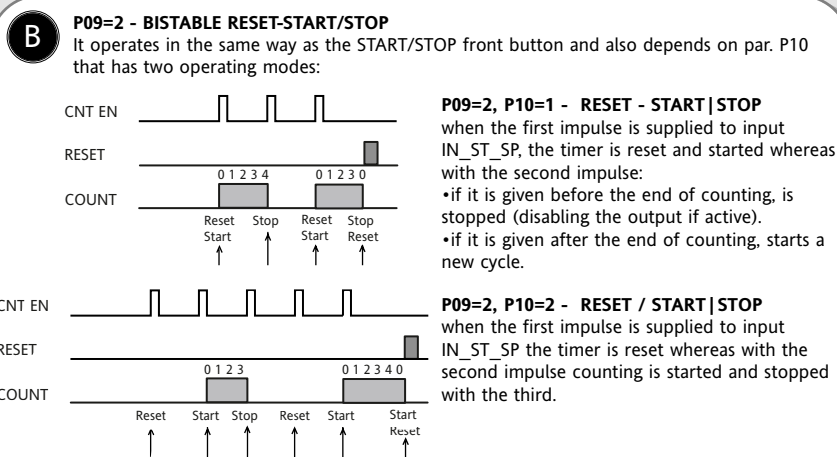 B
P09=2 - BISTABLE RESET-START/STOP
It operates in the same way as the START/STOP front button and also depends on par. P10
that has two operating modes:
CNT EN
RESET
COUNT
0 1 2 3 4
0 1 2 3 0
Reset Stop Reset Stop
Start Start Reset
P09=2, P10=1 - RESET - START|STOP
when the first impulse is supplied to input
IN_ST_SP, the timer is reset and started whereas
with the second impulse:
•if it is given before the end of counting, is
stopped (disabling the output if active).
•if it is given after the end of counting, starts a
new cycle.
CNT EN
RESET
COUNT
0 1 2 3
0 1 2 3 4 0
Reset Start Stop Reset Start Start
Reset
P09=2, P10=2 - RESET / START|STOP
when the first impulse is supplied to input
IN_ST_SP the timer is reset whereas with the
second impulse counting is started and stopped
with the third.